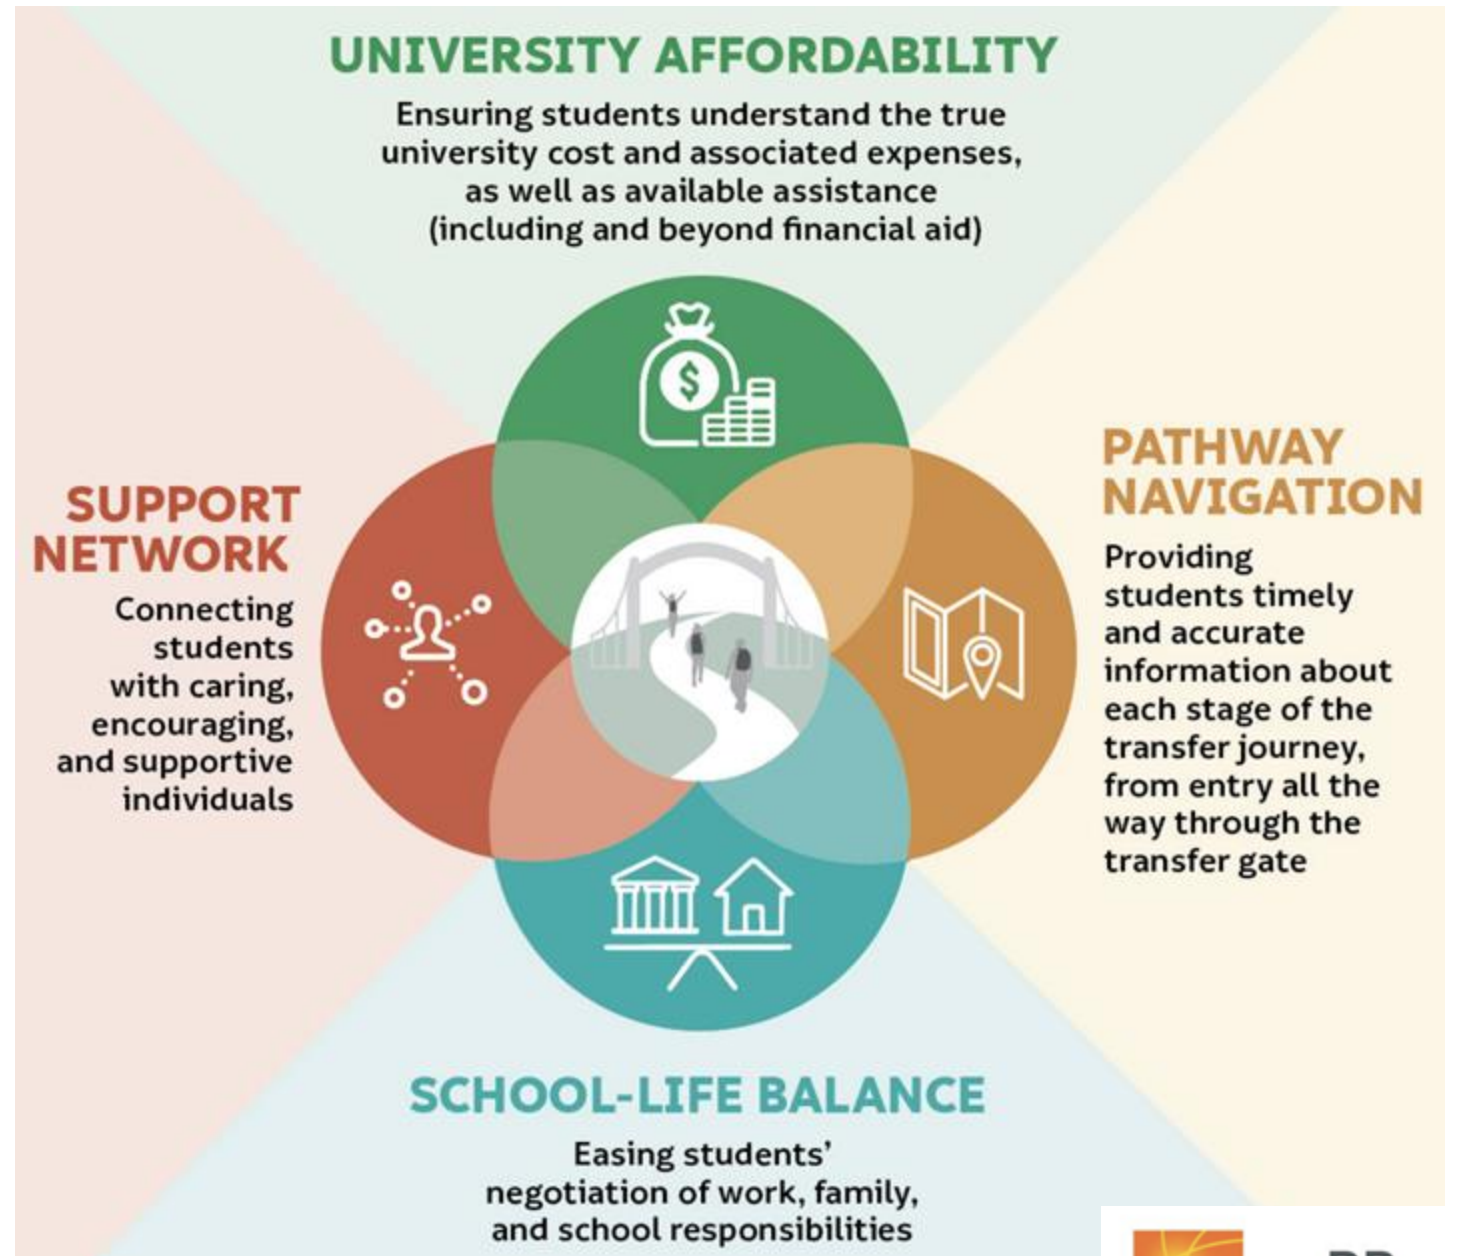 UNIVERSITY AFFORDABILITY
Ensuring students understand the true
university cost and associated expenses,
as well as available assistance
(including and beyond financial aid)
$
SUPPORT
NETWORK
Connecting
students
with caring,
encouraging,
and supportive
individuals
PATHWAY
NAVIGATION
Providing
students timely
and accurate
information about
each stage of the
transfer journey,
from entry all the
way through the
transfer gate
SCHOOL-LIFE BALANCE
Easing students’
negotiation of work, family,
and school responsibilities